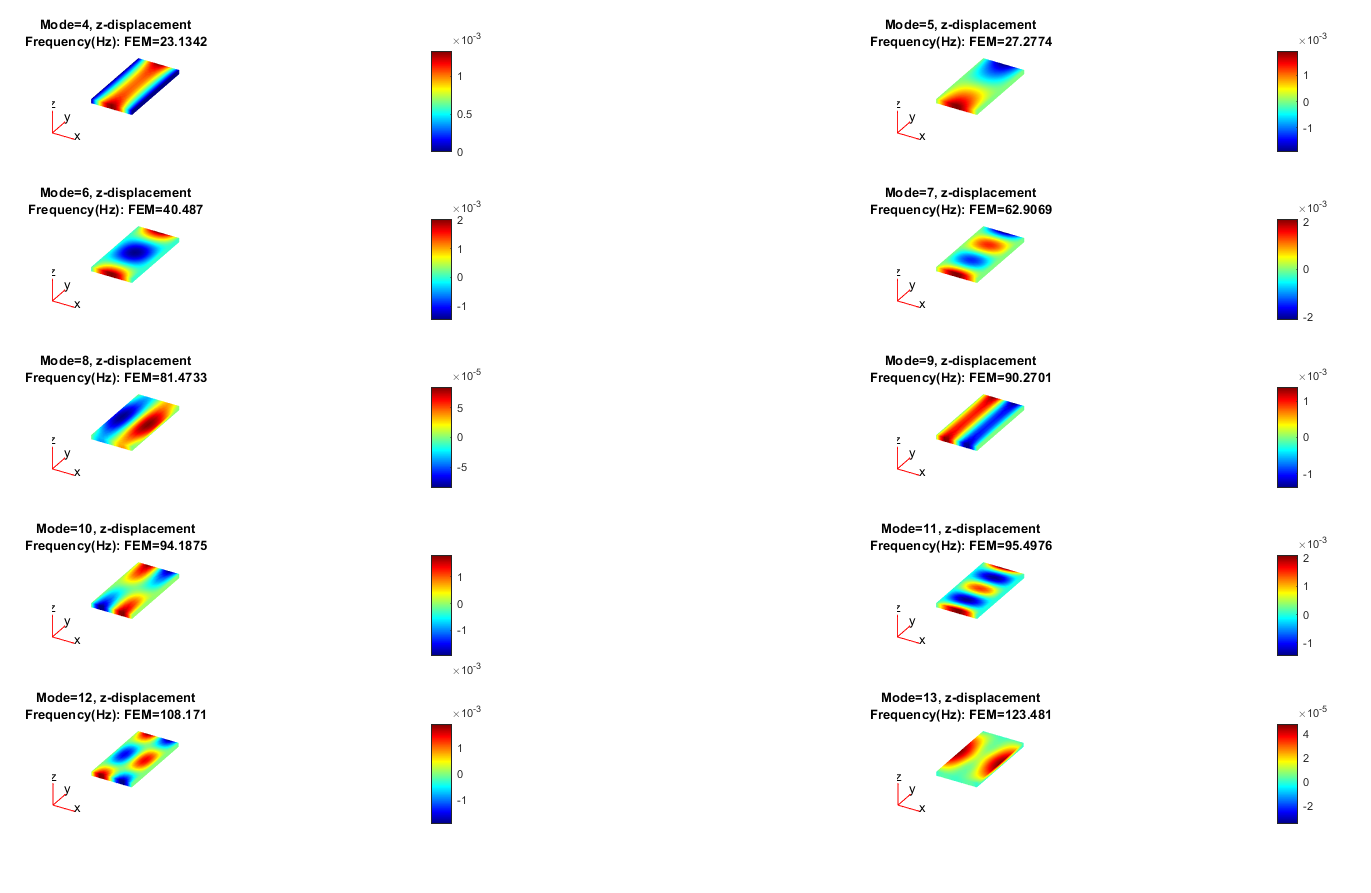 Mode=4, z-displacement
Frequency(Hz): FEM=23.1342
×10-3
1
0.5
0
z
y
x
Mode=5, z-displacement
Frequency(Hz): FEM=27.2774
×10-3
1
0
-1
z
y
x
Mode=6, z-displacement
Frequency(Hz): FEM=40.487
×10-3
2
1
0
-1
z
y
x
Mode=7, z-displacement
Frequency(Hz): FEM=62.9069
×10-3
2
0
-2
z
y
x
Mode=8, z-displacement
Frequency(Hz): FEM=81.4733
×10-5
5
0
-5
z
y
x
Mode=9, z-displacement
Frequency(Hz): FEM=90.2701
×10-3
1
0
-1
z
y
x
Mode=10, z-displacement
Frequency(Hz): FEM=94.1875
1
0
-1
×10-3
z
y
x
Mode=11, z-displacement
Frequency(Hz): FEM=95.4976
×10-3
2
1
0
-1
z
y
x
Mode=12, z-displacement
Frequency(Hz): FEM=108.171
×10-3
1
0
-1
z
y
x
Mode=13, z-displacement
Frequency(Hz): FEM=123.481
×10-5
4
2
0
-2
z
y
x